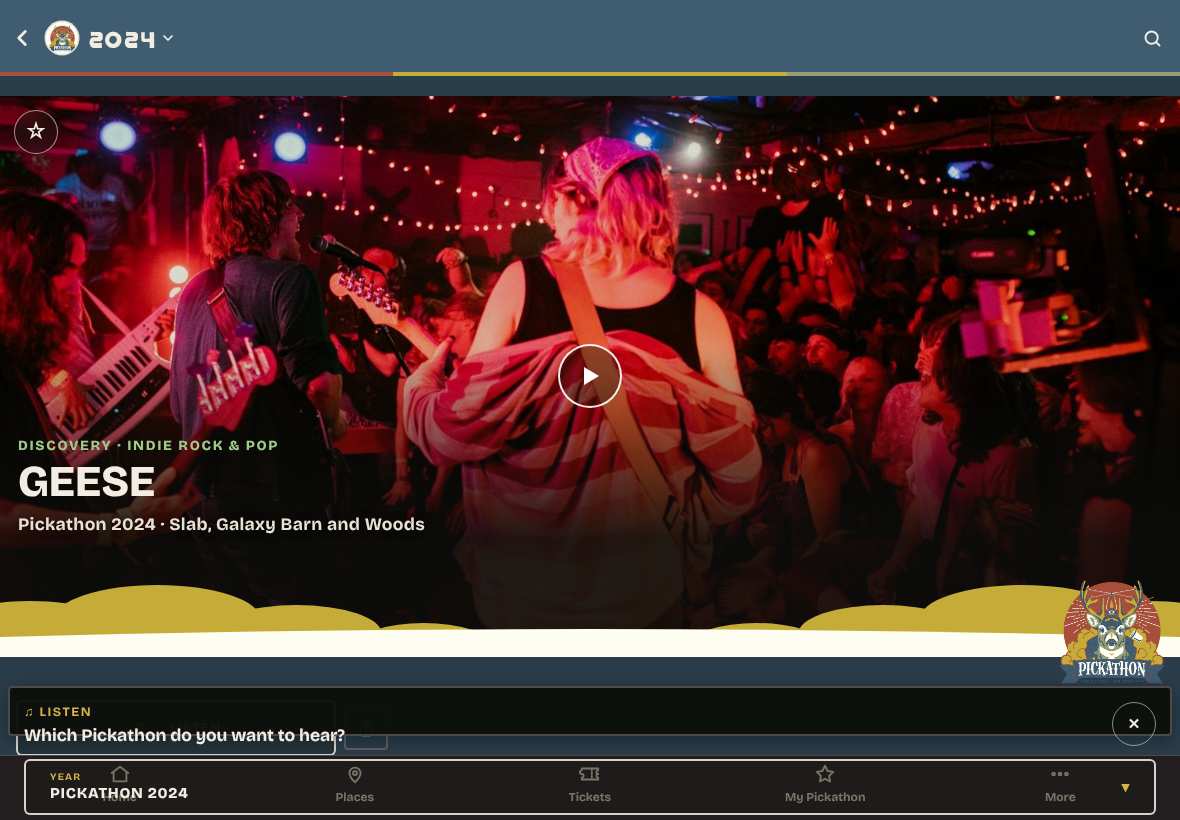 2024
DISCOVERY · INDIE ROCK & POP
GEESE
Pickathon 2024 · Slab, Galaxy Barn and Woods
PICKATHON
♫ LISTEN
Which Pickathon do you want to hear?
YEAR
PICKATHON 2024
Home
Places
Tickets
My Pickathon
More